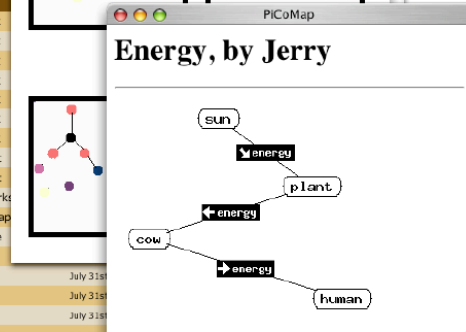 PiCoMap
Energy, by Jerry
sun
energy
plant
energy
cow
energy
human
July 31st
July 31st
July 31st